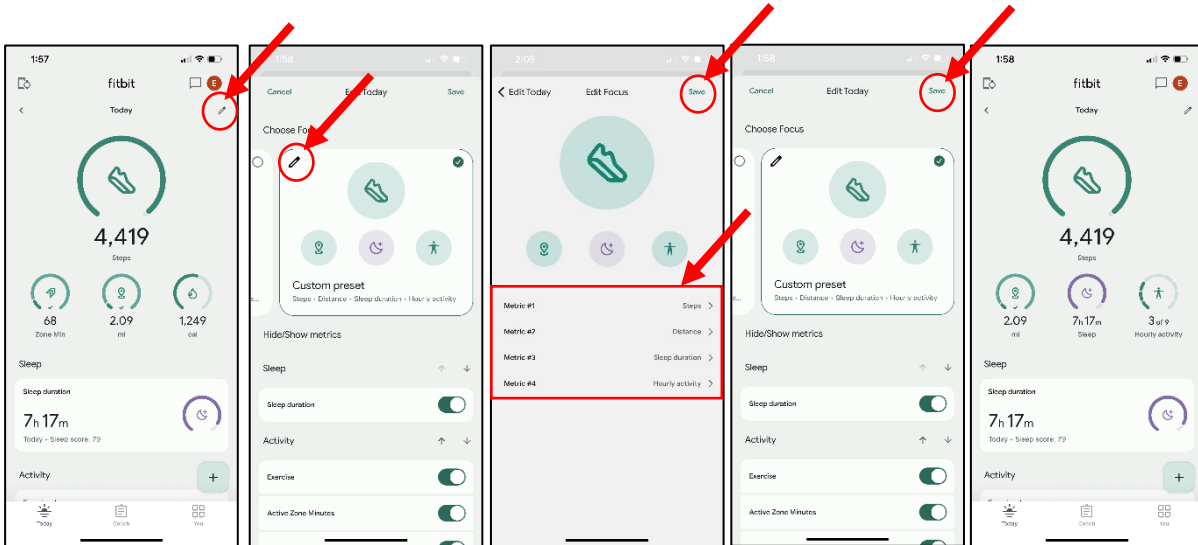 1:57
fitbit
E
Today
4,419
Steps
68
Zone Min
2.09
mi
1,249
cal
Sleep
Sleep duration
7h 17m
Today • Sleep score: 79
Activity
+
Today
Coach
You
1:58
Cancel
Edit Today
Save
Choose Fo
Custom preset
Steps • Distance • Sleep duration • Hourly activity
Hide/Show metrics
Sleep
Sleep duration
Activity
Exercise
Active Zone Minutes
2:05
Edit Today
Edit Focus
Save
Metric #1
Steps
Metric #2
Distance
Metric #3
Sleep duration
Metric #4
Hourly activity
1:58
Cancel
Edit Today
Save
Choose Focus
Custom preset
Steps • Distance • Sleep duration • Hourly activity
Hide/Show metrics
Sleep
Sleep duration
Activity
Exercise
Active Zone Minutes
1:58
fitbit
E
Today
4,419
Steps
2.09
mi
7h 17m
Sleep
3 of 9
Hourly activity
Sleep
Sleep duration
7h 17m
Today • Sleep score: 79
Activity
+
Today
Coach
You